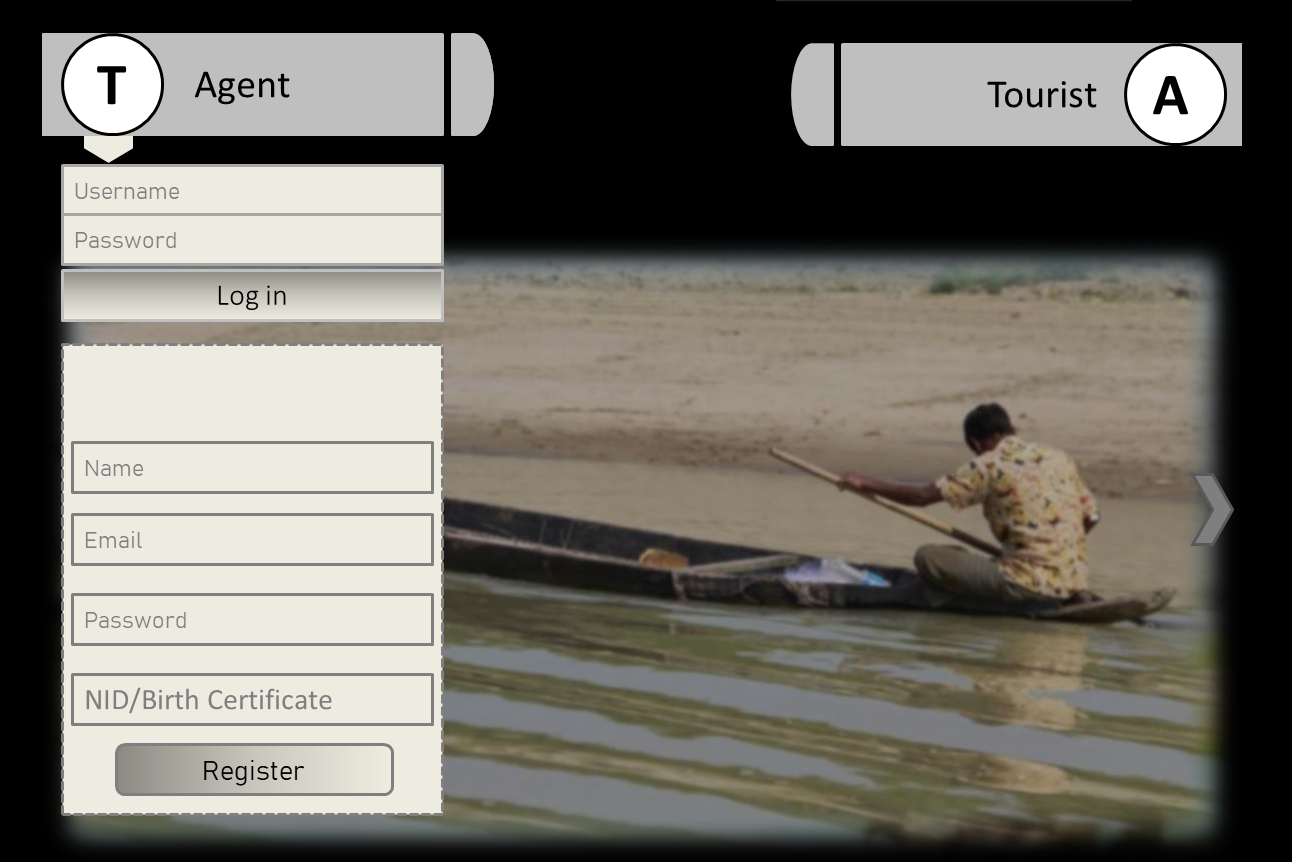 T Agent
Tourist A
Username
Password
Log in
Name
Email
Password
NID/Birth Certificate
Register